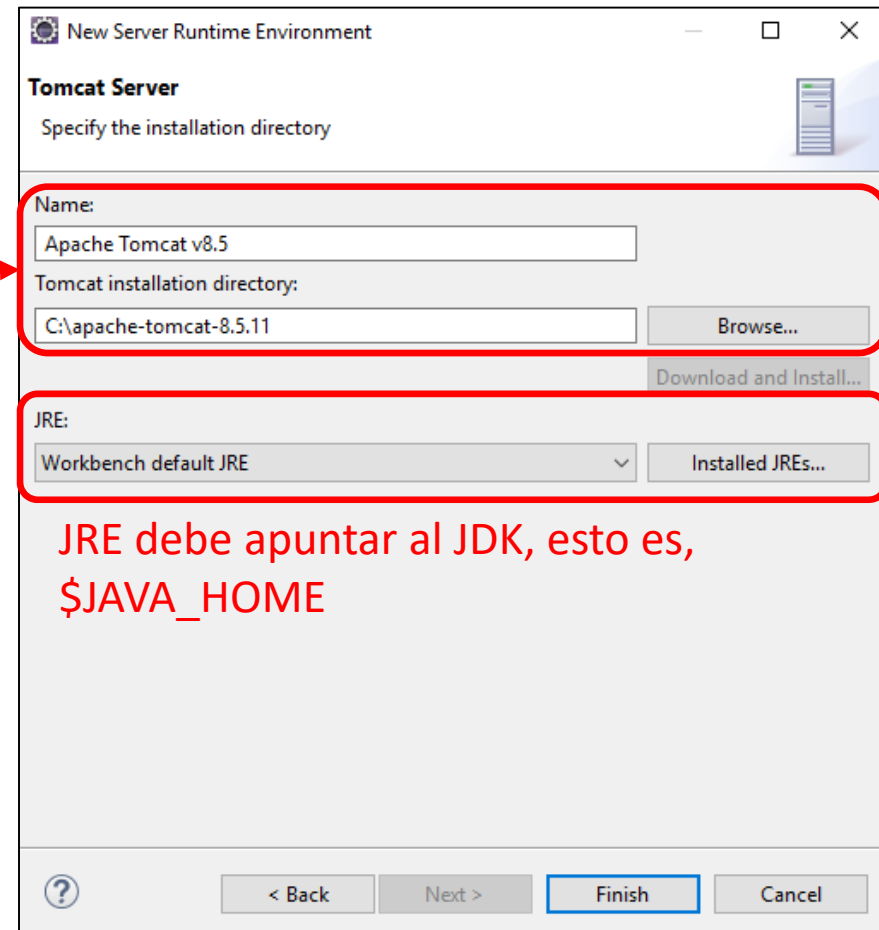 New Server Runtime Environment
Tomcat Server
Specify the installation directory
Name:
Apache Tomcat v8.5
Tomcat installation directory:
C:\apache-tomcat-8.5.11
Browse...
Download and Install...
JRE:
Workbench default JRE
Installed JREs...
JRE debe apuntar al JDK, esto es,
$JAVA_HOME
? < Back Next > Finish Cancel